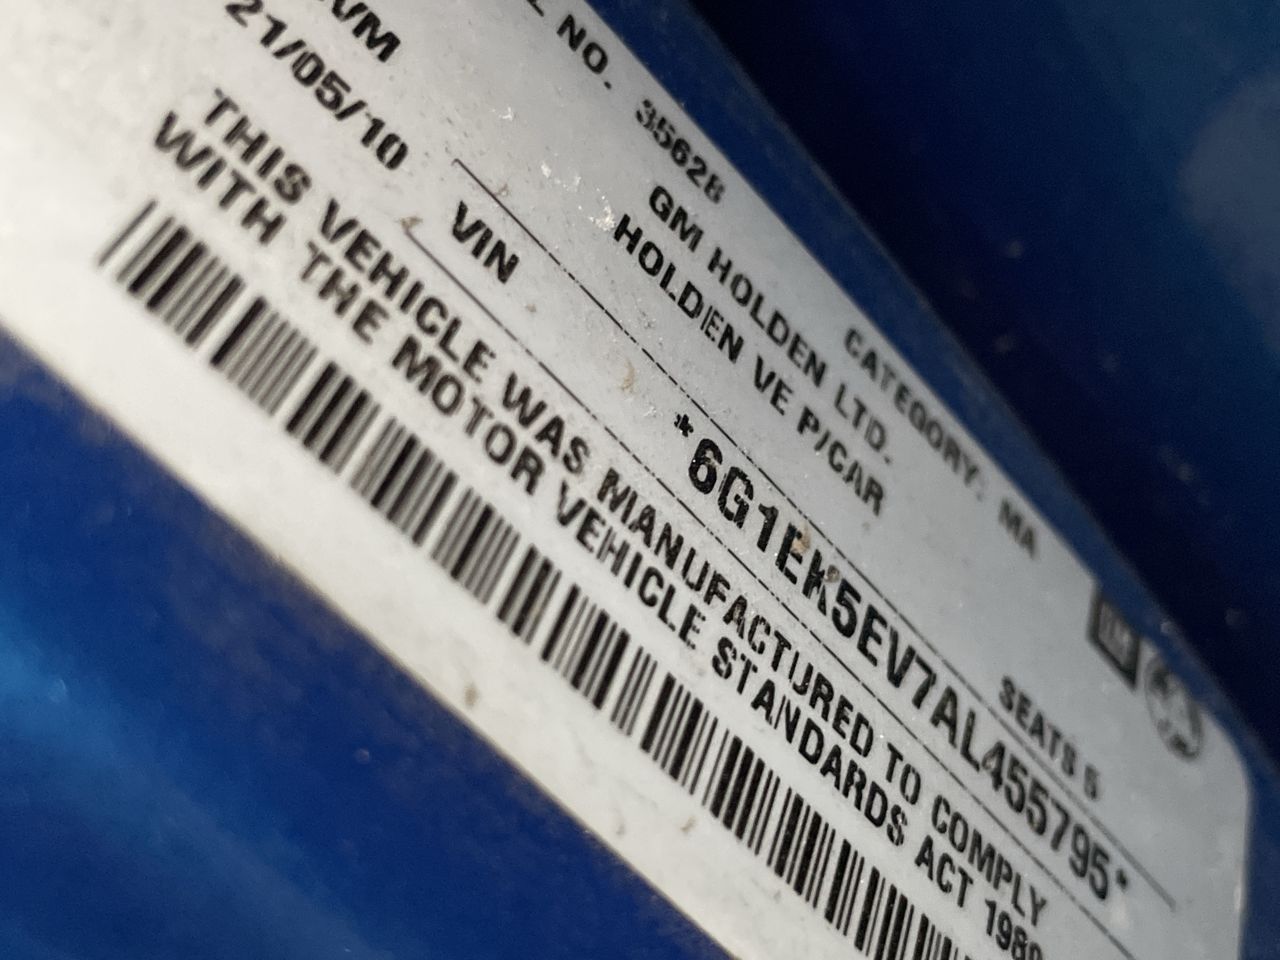 NO. 35628
CATEGORY: MA
GM HOLDEN LTD.
HOLDEN VE P/CAR
SEATS 5
21/05/10
VIN *6G1EK5EV7AL455795*
THIS VEHICLE WAS MANUFACTURED TO COMPLY
WITH THE MOTOR VEHICLE STANDARDS ACT 1989